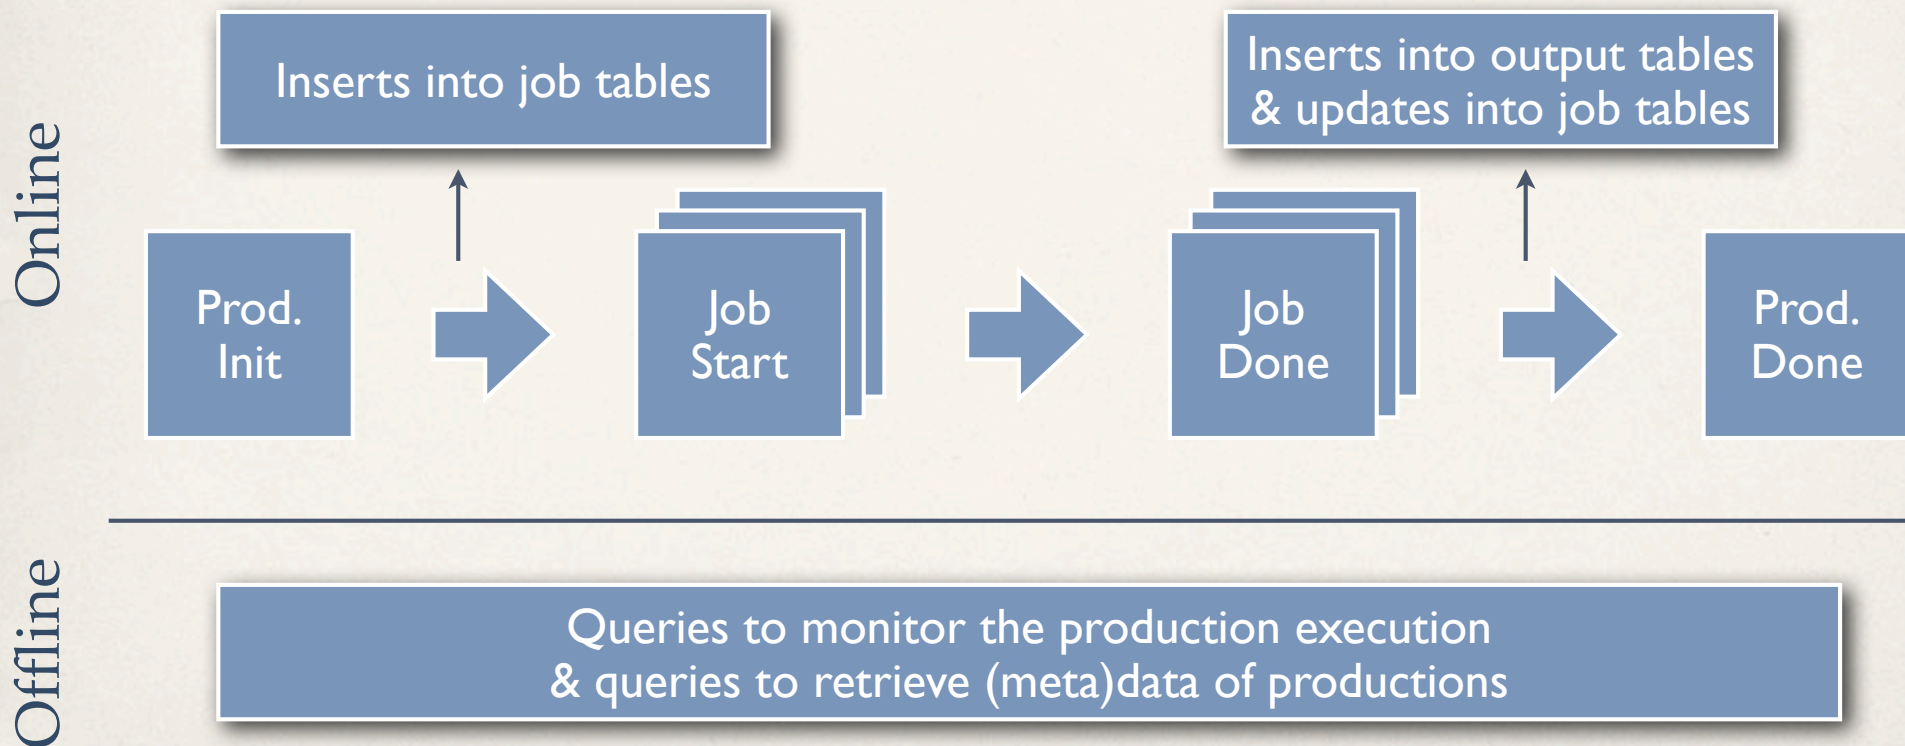 Online
Inserts into job tables
Inserts into output tables
& updates into job tables
Prod.
Init
Job
Start
Job
Done
Prod.
Done
Offline
Queries to monitor the production execution
& queries to retrieve (meta)data of productions